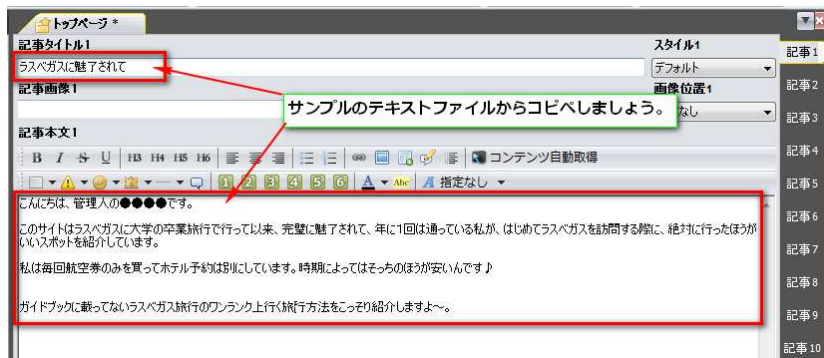 トップページ *
記事タイトル1
スタイル1
ラスベガスに魅了されて
デフォルト
記事画像1
画像位置1
サンプルのテキストファイルからコピペしましょう。
なし
記事本文1
B I S U H3 H4 H5 H6 コンテンツ自動取得
1 2 3 4 5 6 A Abc A 指定なし
こんにちは、管理人の●●●●です。
このサイトはラスベガスに大学の卒業旅行で行って以来、完璧に魅了されて、年に1回は通っている私が、はじめてラスベガスを訪問する際に、絶対に行ったほうが
いいスポットを紹介しています。
私は毎回航空券のみを買ってホテル予約は別にしています。時期によってはそっちのほうが安いんです♪
ガイドブックに載ってないラスベガス旅行のワンランク上行く旅行方法をこっそり紹介しますよ～。
記事1
記事2
記事3
記事4
記事5
記事6
記事7
記事8
記事9
記事10